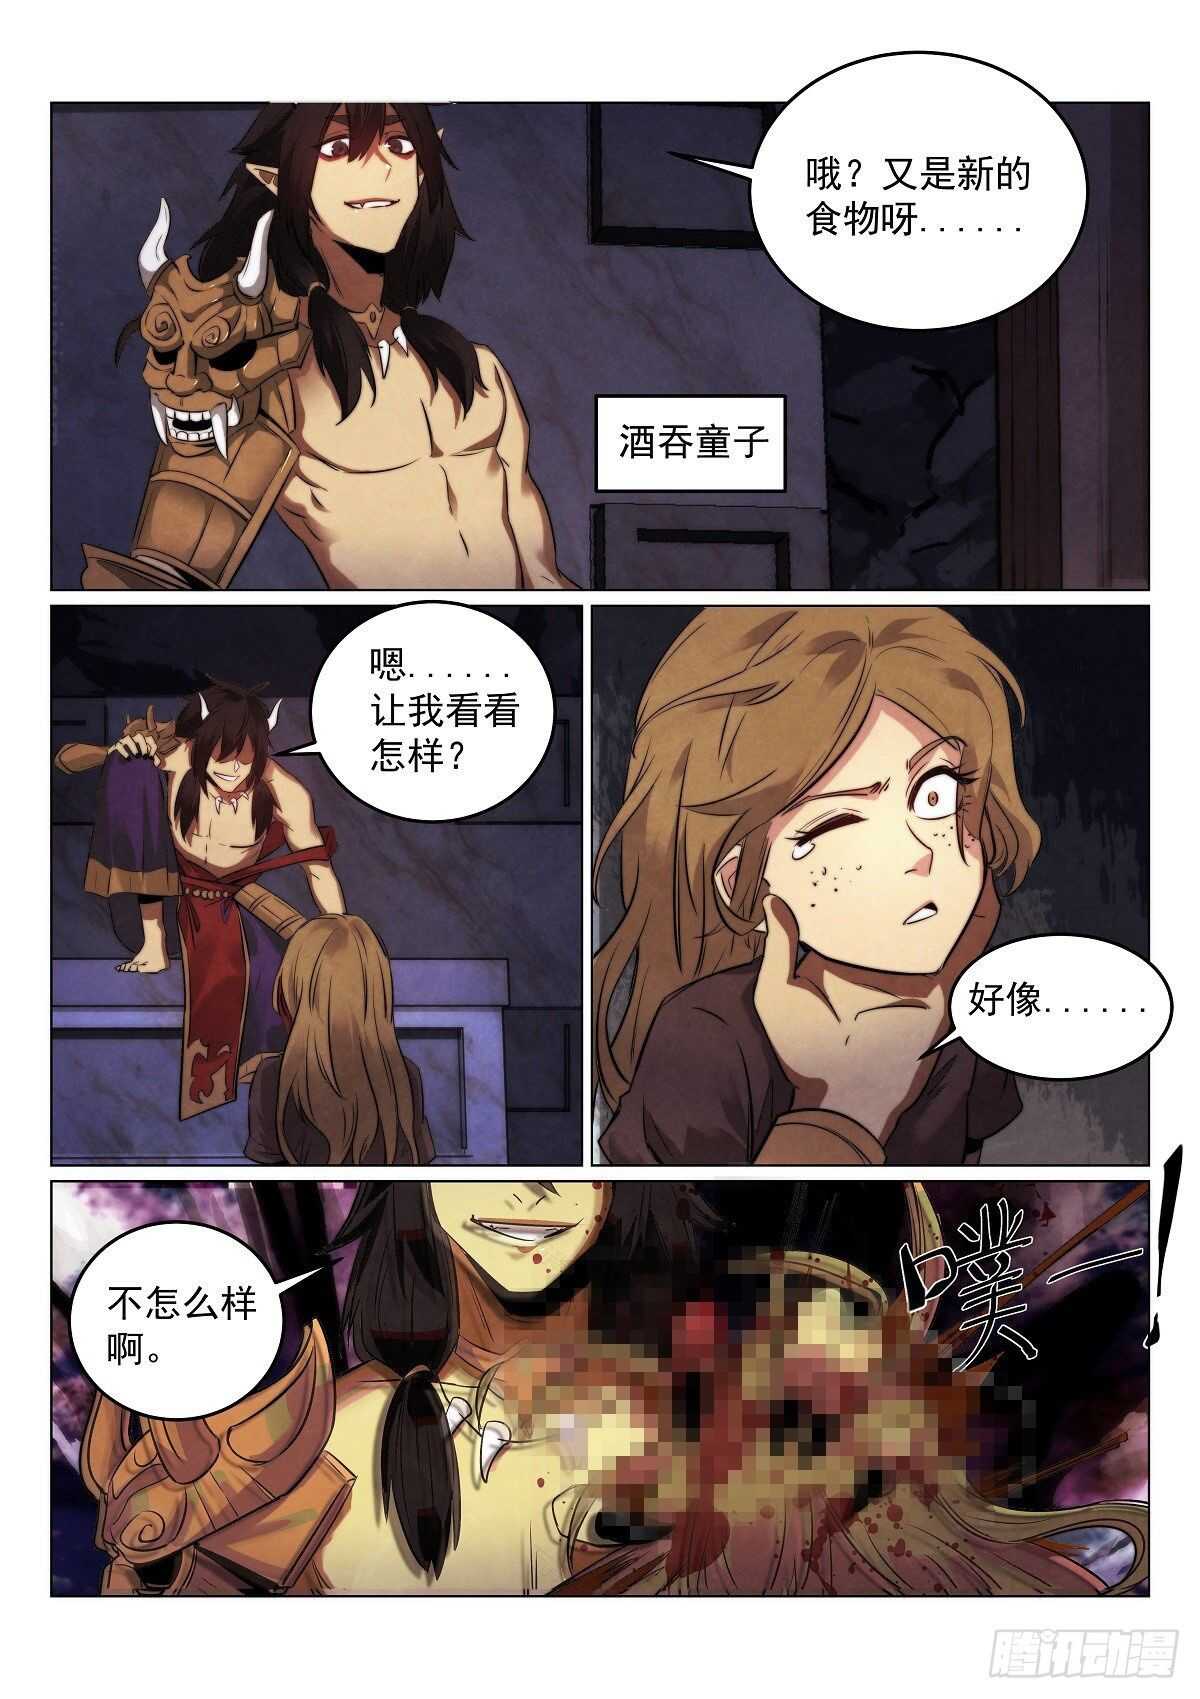 哦？又是新的
食物呀......
酒吞童子
嗯......
让我看看
怎样？
好像......
不怎么样
啊。
噗一！
腾讯动漫